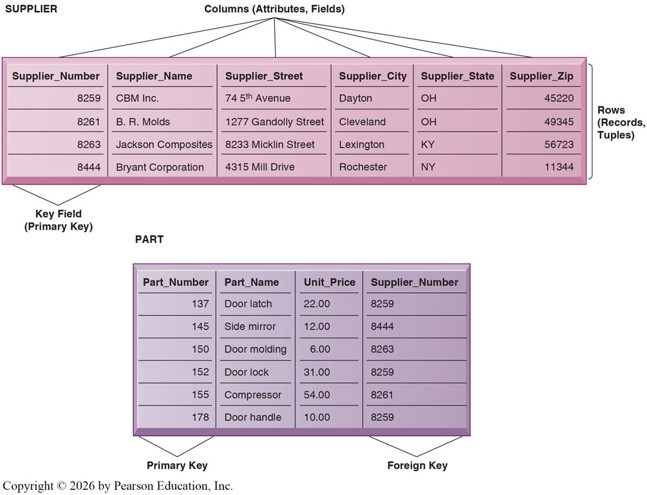 SUPPLIER
Columns (Attributes, Fields)
Supplier_Number Supplier_Name Supplier_Street Supplier_City Supplier_State Supplier_Zip
8259 CBM Inc. 74 5th Avenue Dayton OH 45220
8261 B. R. Molds 1277 Gandolly Street Cleveland OH 49345
8263 Jackson Composites 8233 Micklin Street Lexington KY 56723
8444 Bryant Corporation 4315 Mill Drive Rochester NY 11344
Rows
(Records,
Tuples)
Key Field
(Primary Key)
PART
Part_Number Part_Name Unit_Price Supplier_Number
137 Door latch 22.00 8259
145 Side mirror 12.00 8444
150 Door molding 6.00 8263
152 Door lock 31.00 8259
155 Compressor 54.00 8261
178 Door handle 10.00 8259
Primary Key
Foreign Key
Copyright © 2026 by Pearson Education, Inc.